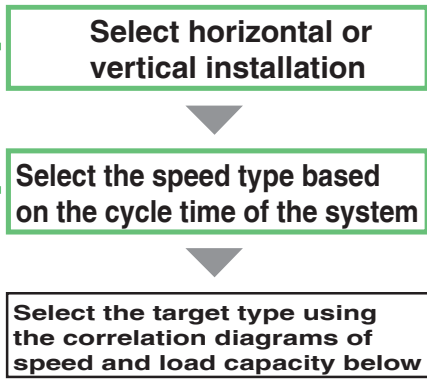 Select horizontal or
vertical installation
Select the speed type based
on the cycle time of the system
Select the target type using
the correlation diagrams of
speed and load capacity below